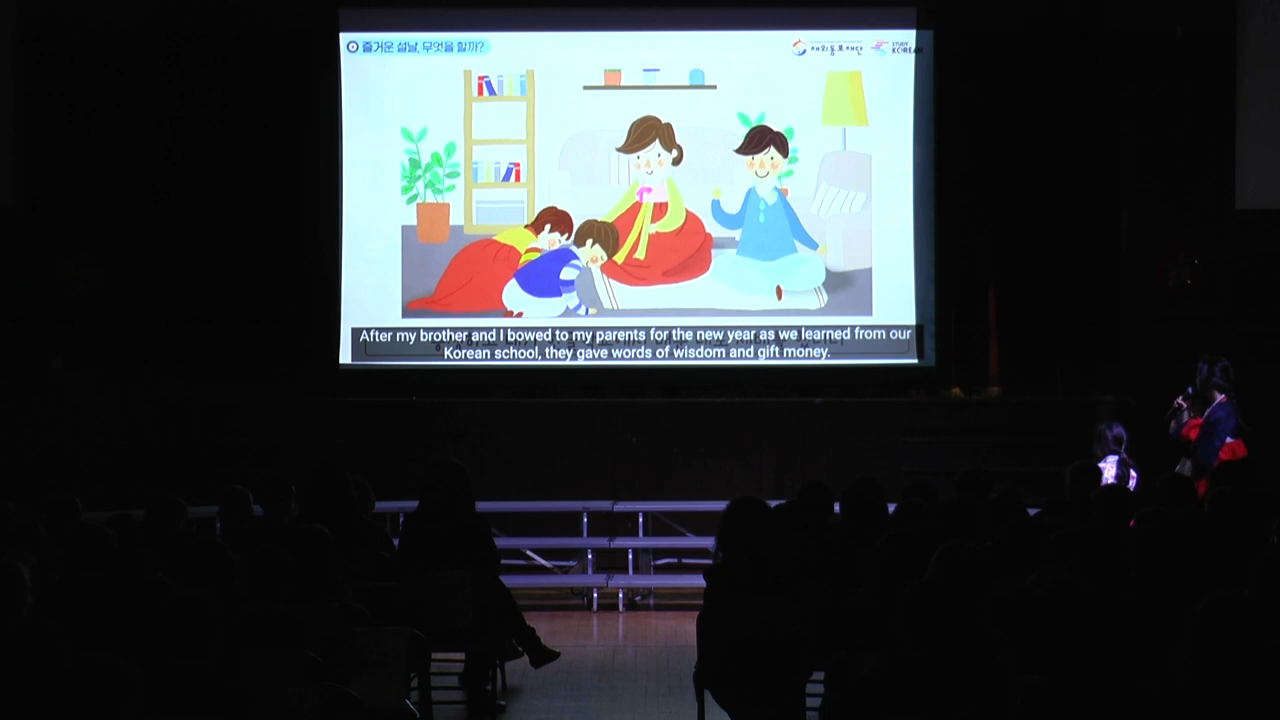 즐거운 설날, 무엇을 할까?
재외동포재단
STUDY
KOREAN
After my brother and I bowed to my parents for the new year as we learned from our
Korean school, they gave words of wisdom and gift money.